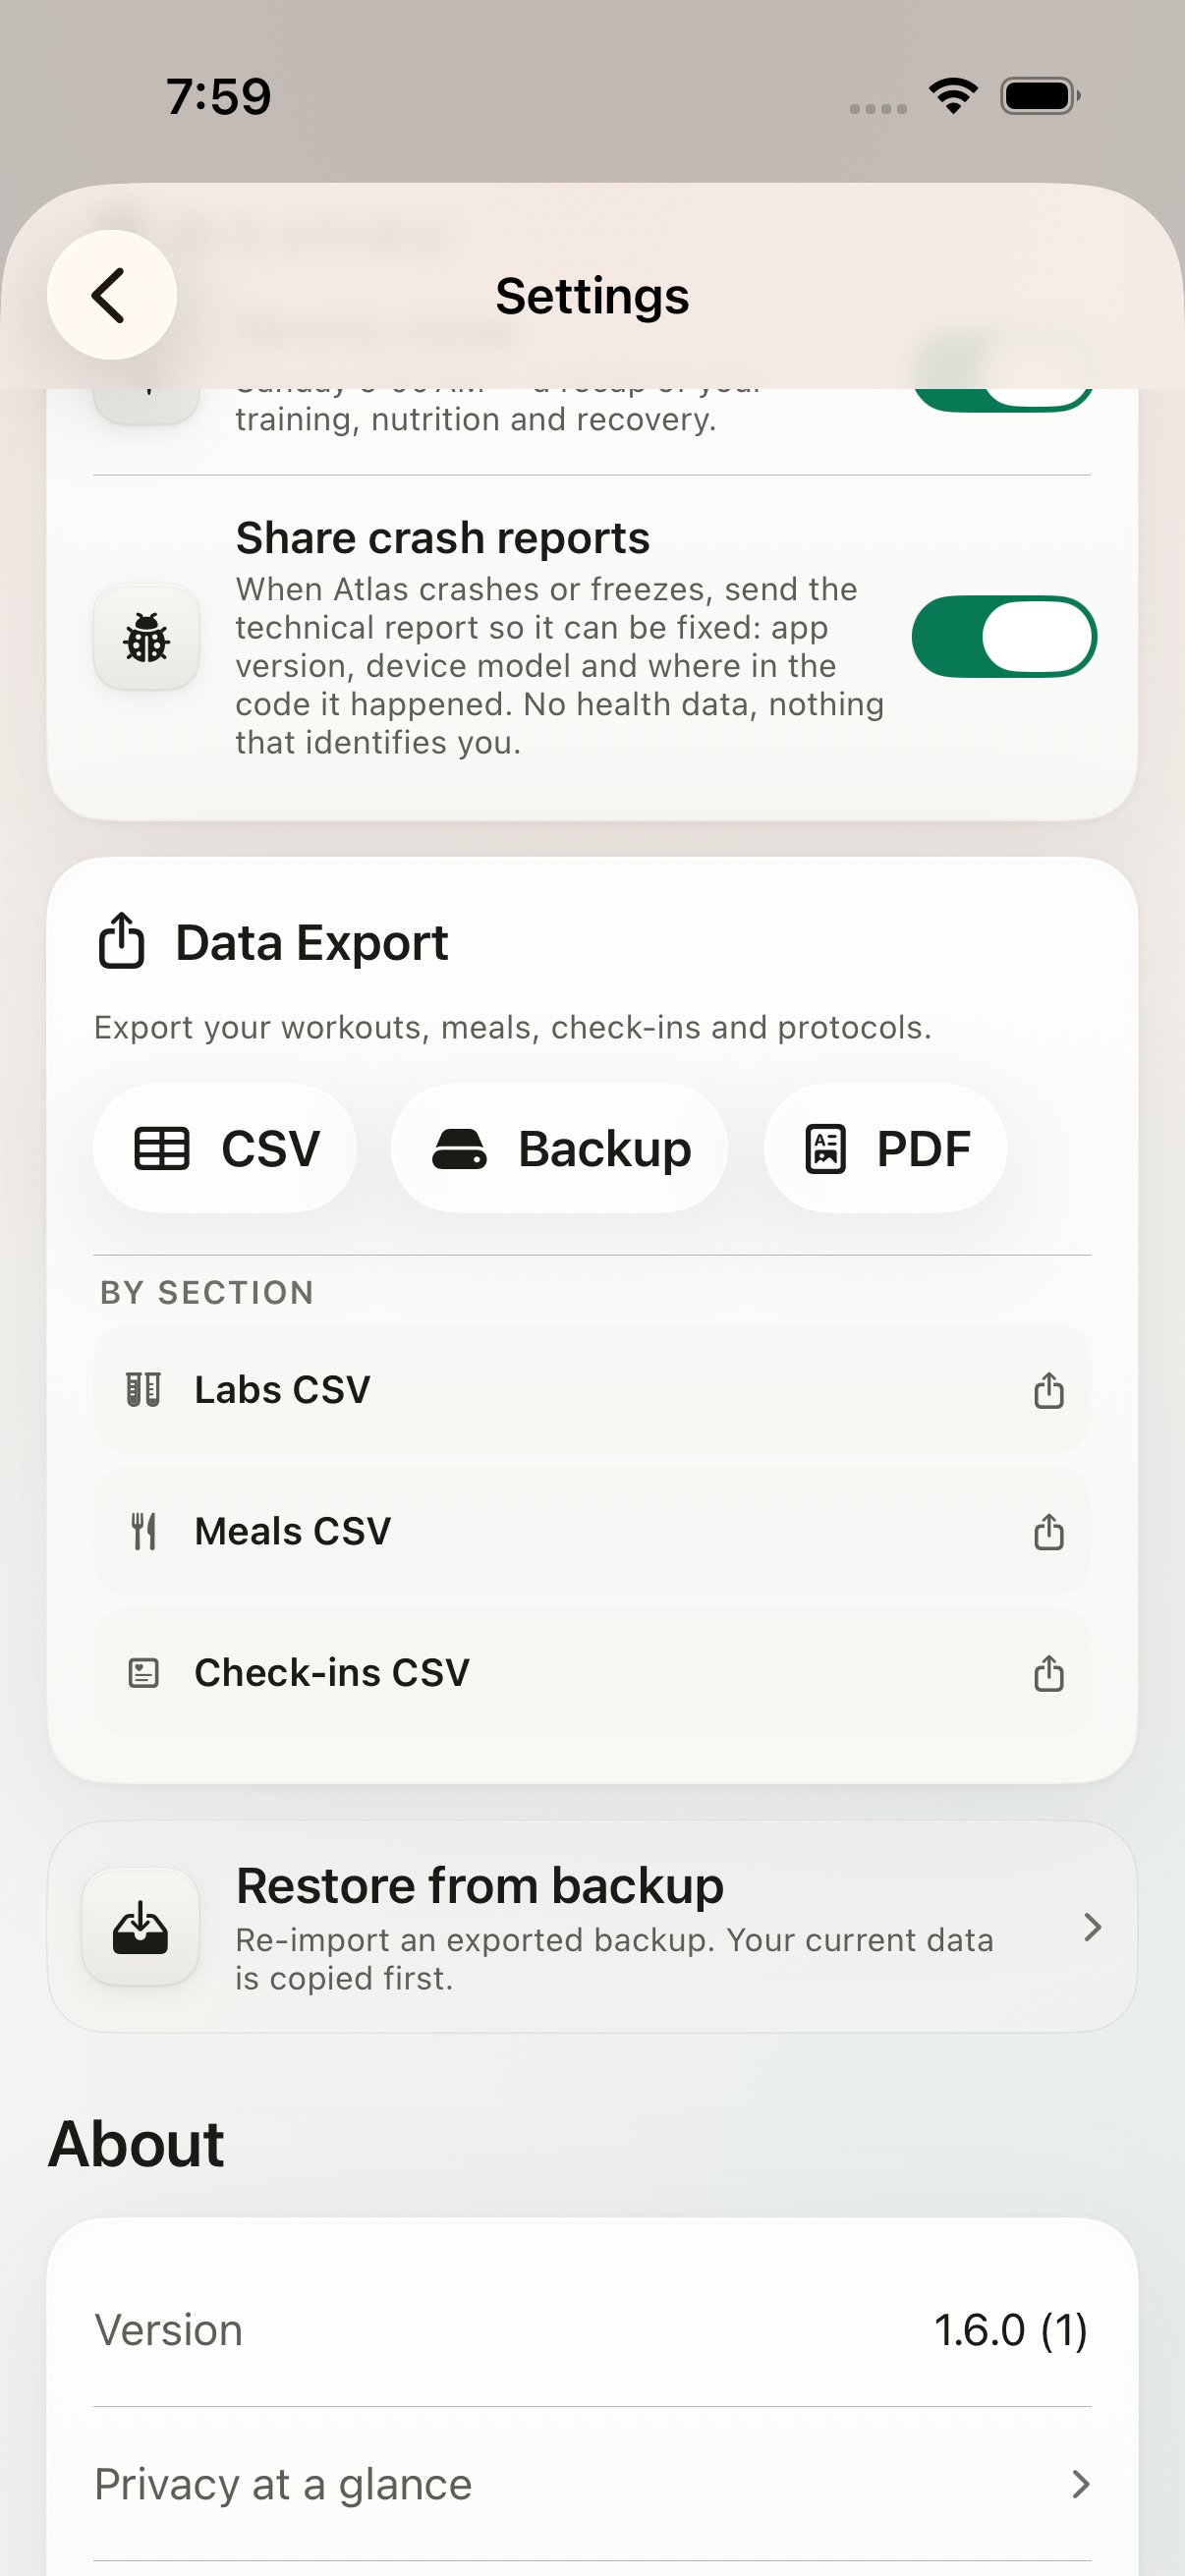 7:59
Settings
training, nutrition and recovery.
Share crash reports
When Atlas crashes or freezes, send the
technical report so it can be fixed: app
version, device model and where in the
code it happened. No health data, nothing
that identifies you.
Data Export
Export your workouts, meals, check-ins and protocols.
CSV
Backup
PDF
BY SECTION
Labs CSV
Meals CSV
Check-ins CSV
Restore from backup
Re-import an exported backup. Your current data
is copied first.
About
Version
1.6.0 (1)
Privacy at a glance